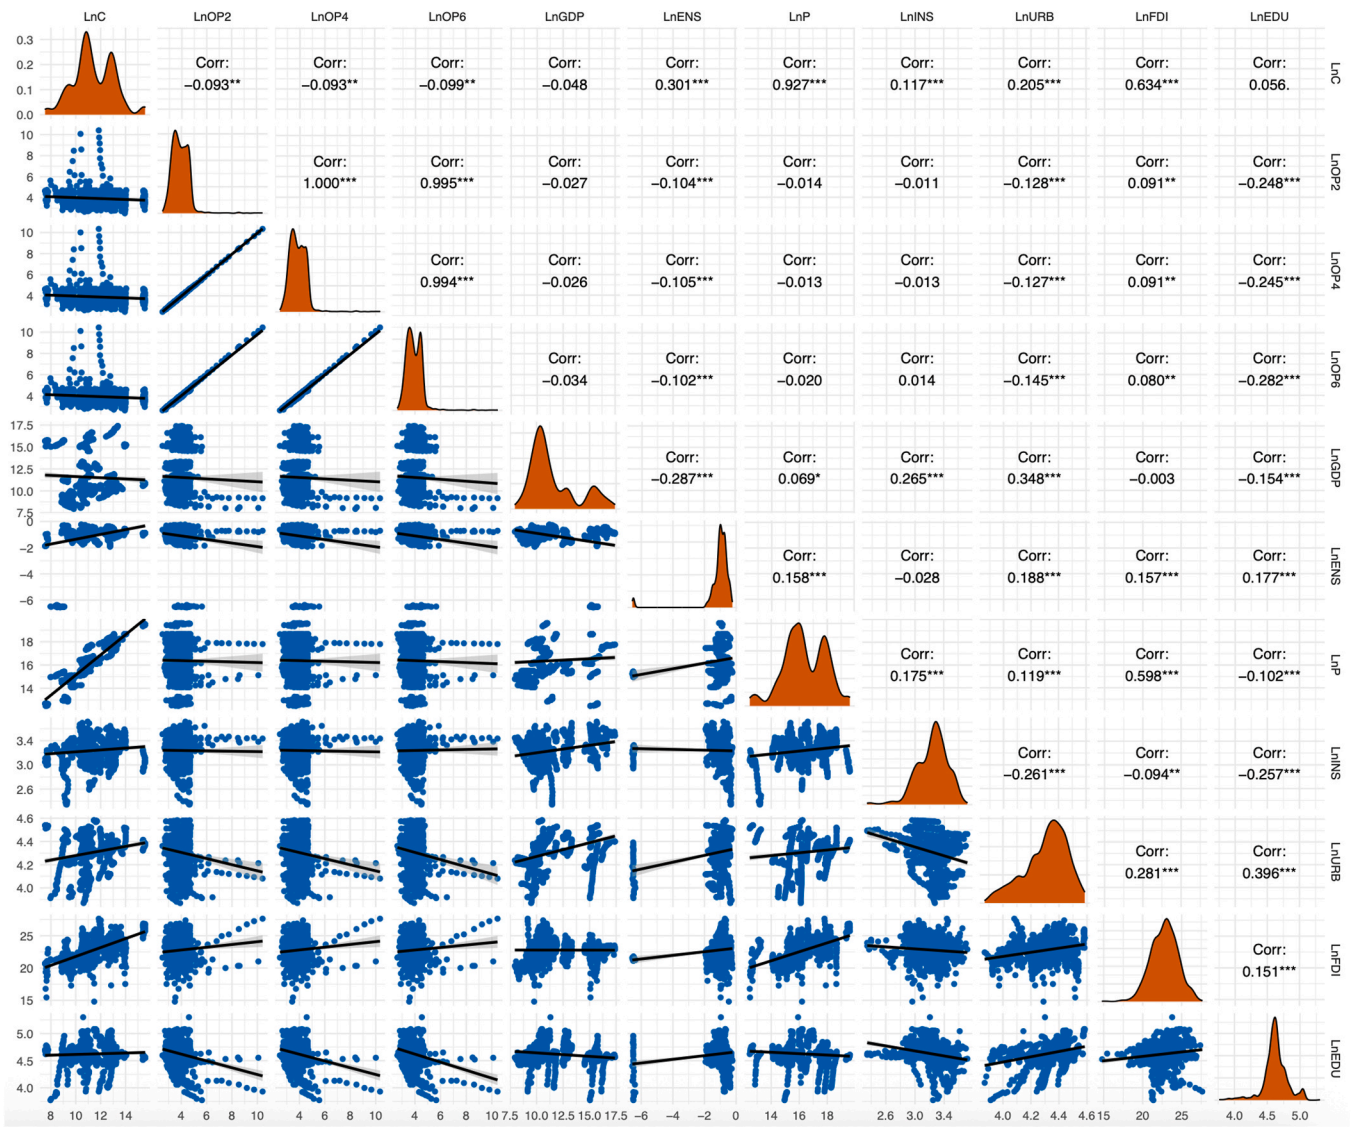 LnC LnOP2 LnOP4 LnOP6 LnGDP LnENS LnP LnINS LnURB LnFDI LnEDU
0.3
0.2
0.1
0.0
Corr: Corr: Corr: Corr: Corr: Corr: Corr: Corr: Corr: Corr:
−0.093** −0.093** −0.099** −0.048 0.301*** 0.927*** 0.117*** 0.205*** 0.634*** 0.056.
LnC
10
8
6
4
Corr: Corr: Corr: Corr: Corr: Corr: Corr: Corr: Corr:
1.000*** 0.995*** −0.027 −0.104*** −0.014 −0.011 −0.128*** 0.091** −0.248***
LnOP2
10
8
6
4
Corr: Corr: Corr: Corr: Corr: Corr: Corr: Corr:
0.994*** −0.026 −0.105*** −0.013 −0.013 −0.127*** 0.091** −0.245***
LnOP4
10
8
6
4
Corr: Corr: Corr: Corr: Corr: Corr: Corr:
−0.034 −0.102*** −0.020 0.014 −0.145*** 0.080** −0.282***
LnOP6
17.5
15.0
12.5
10.0
7.5
Corr: Corr: Corr: Corr: Corr: Corr:
−0.287*** 0.069* 0.265*** 0.348*** −0.003 −0.154***
LnGDP
0
−2
−4
−6
Corr: Corr: Corr: Corr: Corr:
0.158*** −0.028 0.188*** 0.157*** 0.177***
LnENS
18
16
14
Corr: Corr: Corr: Corr:
0.175*** 0.119*** 0.598*** −0.102***
LnP
3.4
3.0
2.6
Corr: Corr: Corr:
−0.261*** −0.094** −0.257***
LnINS
4.6
4.4
4.2
4.0
Corr: Corr:
0.281*** 0.396***
LnURB
25
20
15
Corr:
0.151***
LnFDI
5.0
4.5
4.0
LnEDU
8 10 12 14 4 6 8 10 4 6 8 10 4 6 8 10 7.5 10.0 12.5 15.0 17.5 −6 −4 −2 0 14 16 18 2.6 3.0 3.4 4.0 4.2 4.4 4.6 15 20 25 4.0 4.5 5.0